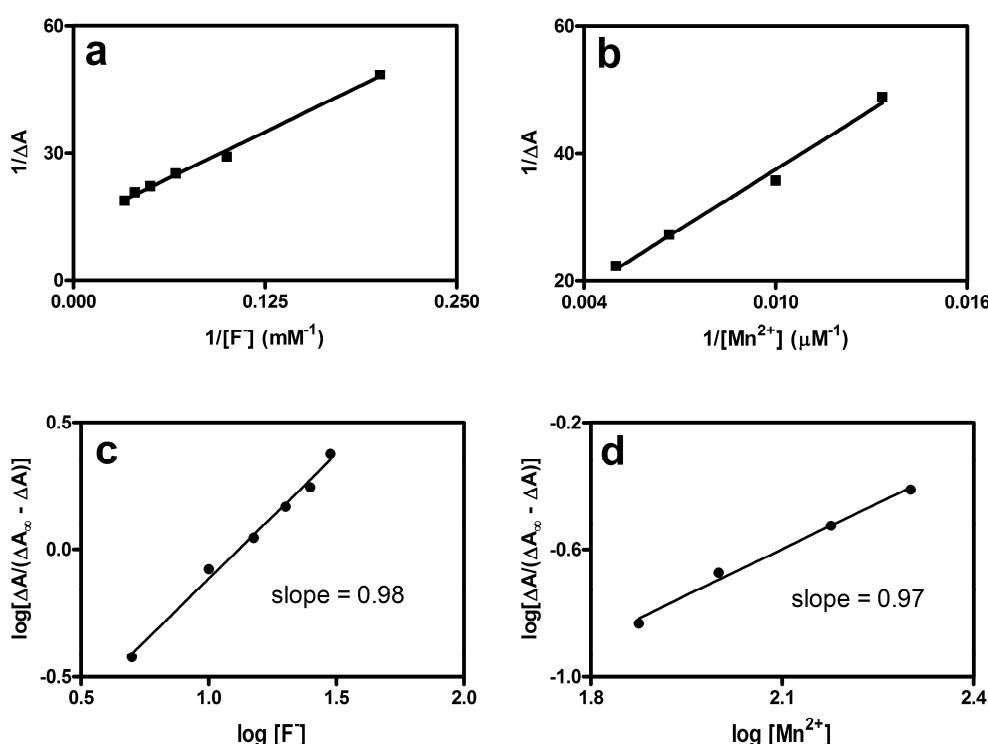 a
60
30
0
1/ΔA
0.000
0.125
0.250
1/[F⁻] (mM⁻¹)
b
60
40
20
1/ΔA
0.004
0.010
0.016
1/[Mn²⁺] (μM⁻¹)
c
0.5
0.0
-0.5
log[ΔA/(ΔA∞ - ΔA)]
slope = 0.98
0.5
1.0
1.5
2.0
log [F⁻]
d
-0.2
-0.6
-1.0
log[ΔA/(ΔA∞ - ΔA)]
slope = 0.97
1.8
2.1
2.4
log [Mn²⁺]